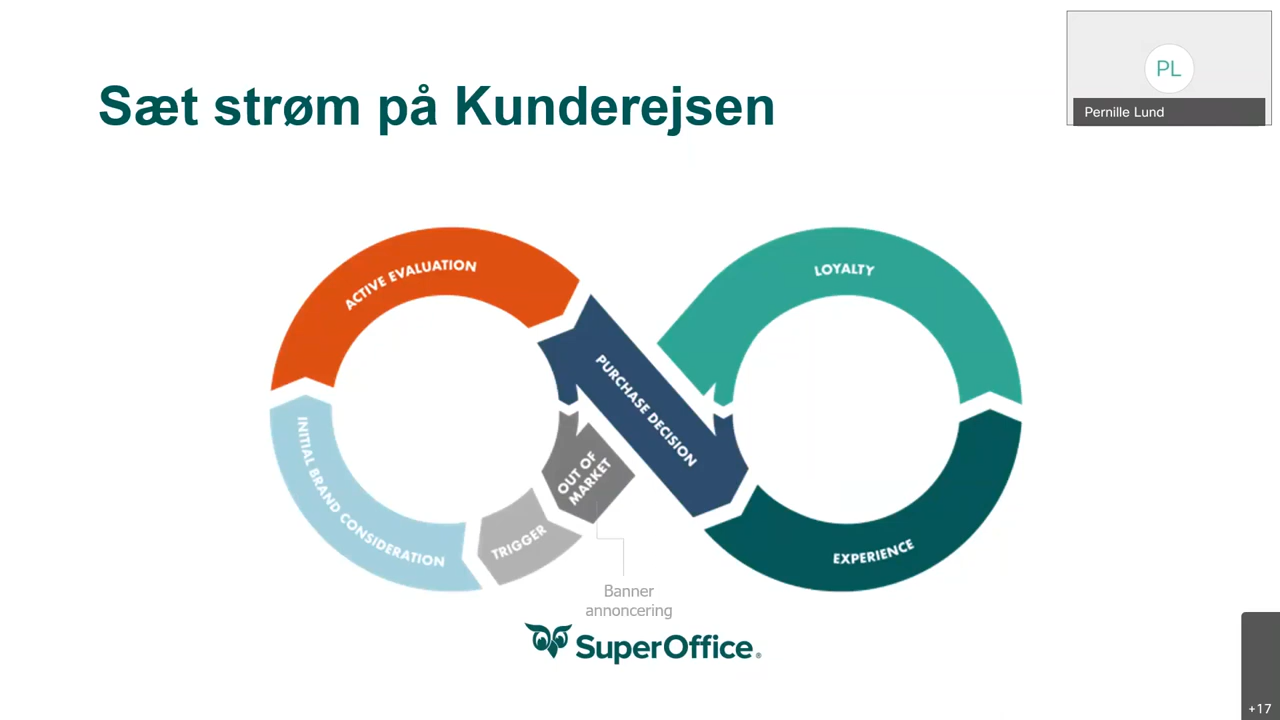 Sæt strøm på Kunderejsen
PL
Pernille Lund
ACTIVE EVALUATION
LOYALTY
PURCHASE DECISION
INITIAL BRAND CONSIDERATION
OUT OF
MARKET
TRIGGER
EXPERIENCE
Banner
annoncering
SuperOffice®
+17